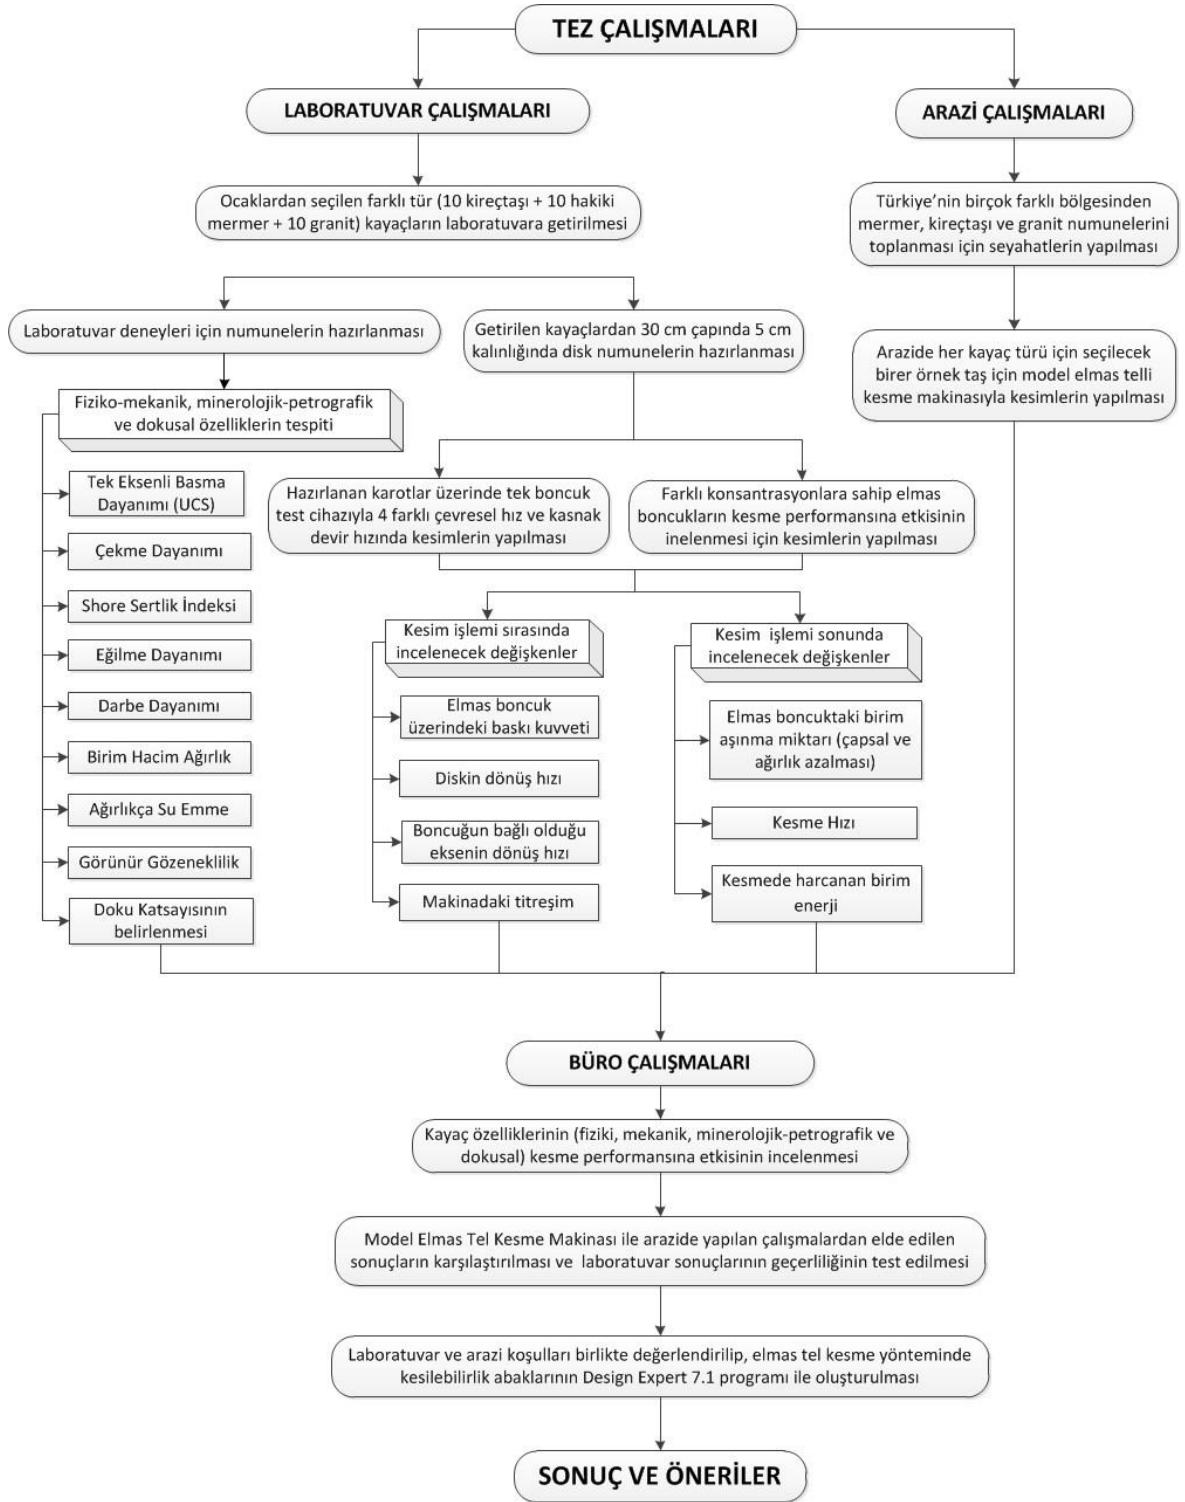 TEZ ÇALIŞMALARI
LABORATUVAR ÇALIŞMALARI
ARAZİ ÇALIŞMALARI
Ocaklardan seçilen farklı tür (10 kireçtaşı + 10 hakiki
mermer + 10 granit) kayaçların laboratuvara getirilmesi
Türkiye’nin birçok farklı bölgesinden
mermer, kireçtaşı ve granit numunelerini
toplanması için seyahatlerin yapılması
Laboratuvar deneyleri için numunelerin hazırlanması
Getirilen kayaçlardan 30 cm çapında 5 cm
kalınlığında disk numunelerin hazırlanması
Arazide her kayaç türü için seçilecek
birer örnek taş için model elmas telli
kesme makinasıyla kesimlerin yapılması
Fiziko-mekanik, minerolojik-petrografik
ve dokusal özelliklerin tespiti
Tek Eksenli Basma
Dayanımı (UCS)
Çekme Dayanımı
Shore Sertlik İndeksi
Eğilme Dayanımı
Darbe Dayanımı
Birim Hacim Ağırlık
Ağırlıkça Su Emme
Görünür Gözeneklilik
Doku Katsayısının
belirlenmesi
Hazırlanan karotlar üzerinde tek boncuk
test cihazıyla 4 farklı çevresel hız ve kasnak
devir hızında kesimlerin yapılması
Farklı konsantrasyonlara sahip elmas
boncukların kesme performansına etkisinin
inelenmesi için kesimlerin yapılması
Kesim işlemi sırasında
incelenecek değişkenler
Elmas boncuk
üzerindeki baskı kuvveti
Diskin dönüş hızı
Boncuğun bağlı olduğu
eksenin dönüş hızı
Makinadaki titreşim
Kesim işlemi sonunda
incelenecek değişkenler
Elmas boncuktaki birim
aşınma miktarı (çapsal ve
ağırlık azalması)
Kesme Hızı
Kesmede harcanan birim
enerji
BÜRO ÇALIŞMALARI
Kayaç özelliklerinin (fiziki, mekanik, minerolojik-petrografik ve
dokusal) kesme performansına etkisinin incelenmesi
Model Elmas Tel Kesme Makinası ile arazide yapılan çalışmalardan elde edilen
sonuçların karşılaştırılması ve laboratuvar sonuçlarının geçerliliğinin test edilmesi
Laboratuvar ve arazi koşulları birlikte değerlendirilip, elmas tel kesme yönteminde
kesilebilirlik abaklarının Design Expert 7.1 programı ile oluşturulması
SONUÇ VE ÖNERİLER